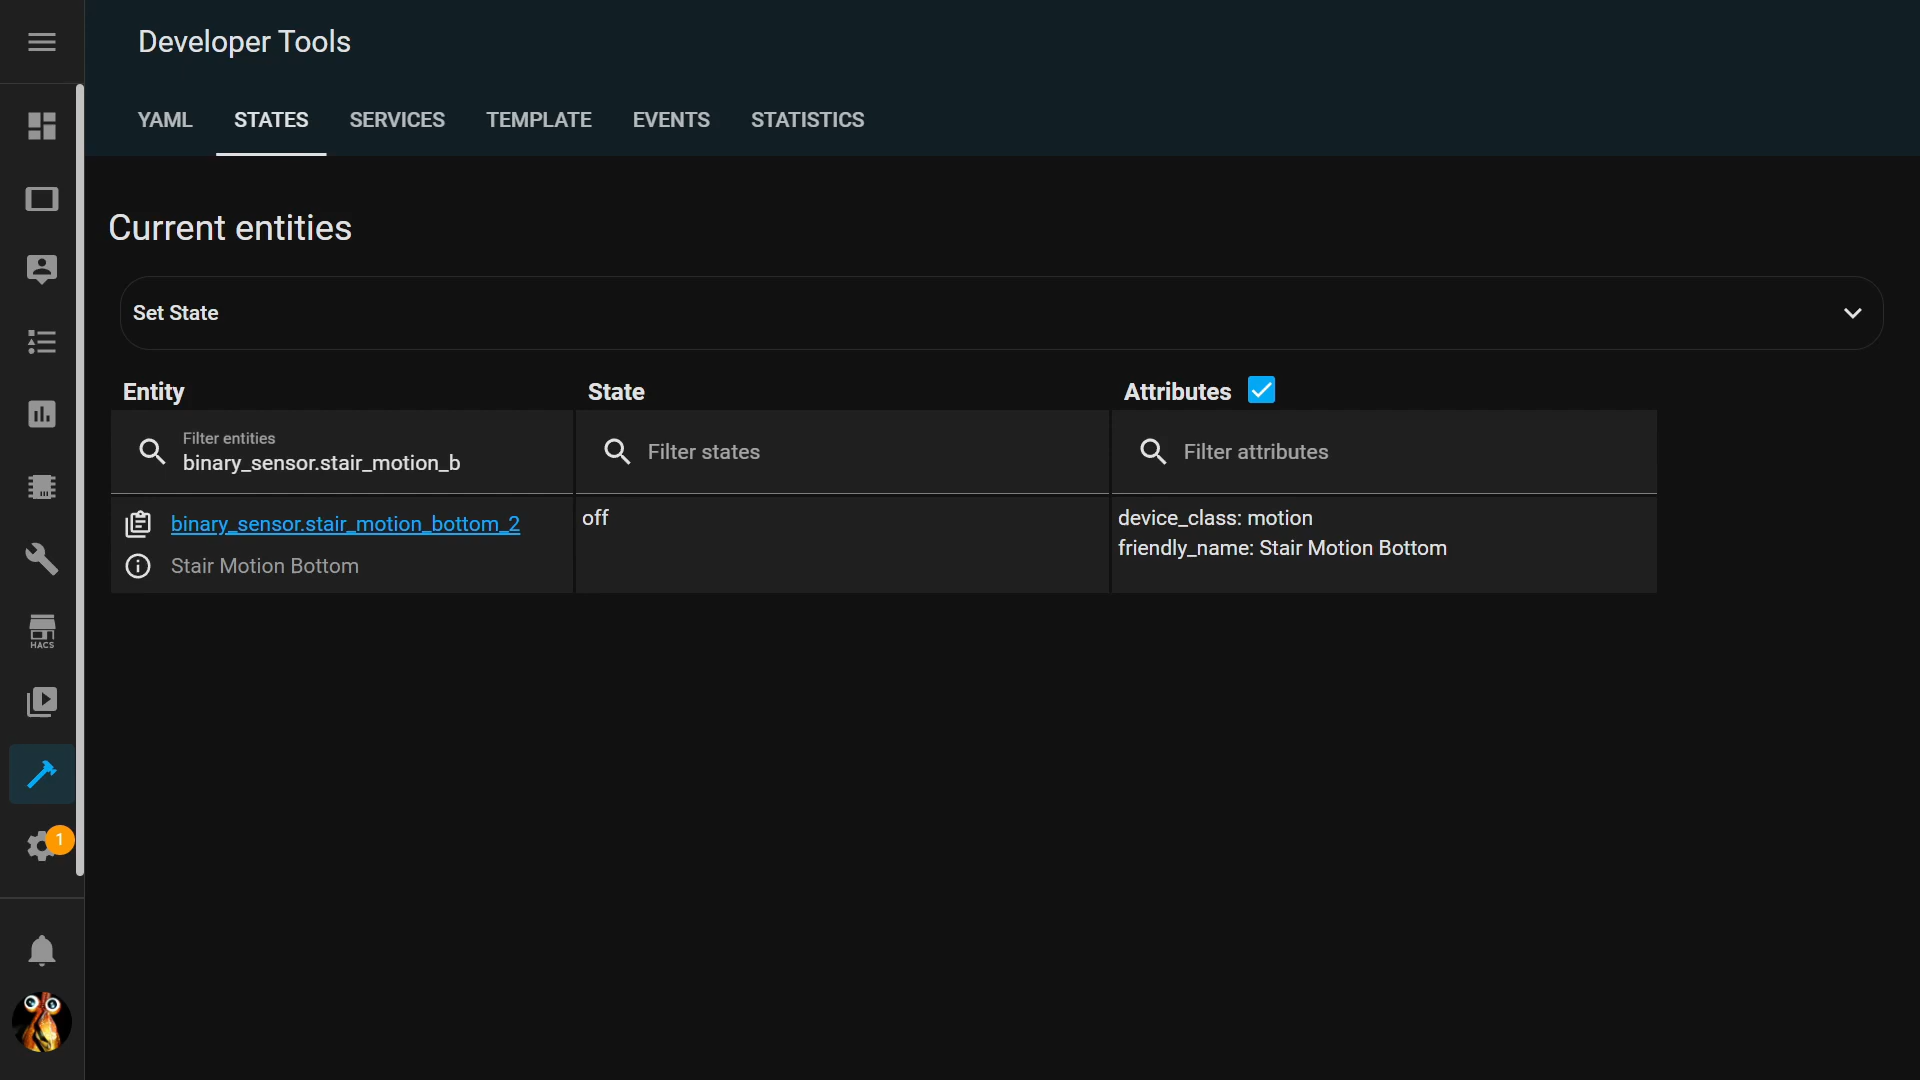 Developer Tools
YAML STATES SERVICES TEMPLATE EVENTS STATISTICS
Current entities
Set State
Entity State Attributes
Filter entities
binary_sensor.stair_motion_b
Filter states
Filter attributes
binary_sensor.stair_motion_bottom_2
Stair Motion Bottom
off
device_class: motion
friendly_name: Stair Motion Bottom
HACS
1